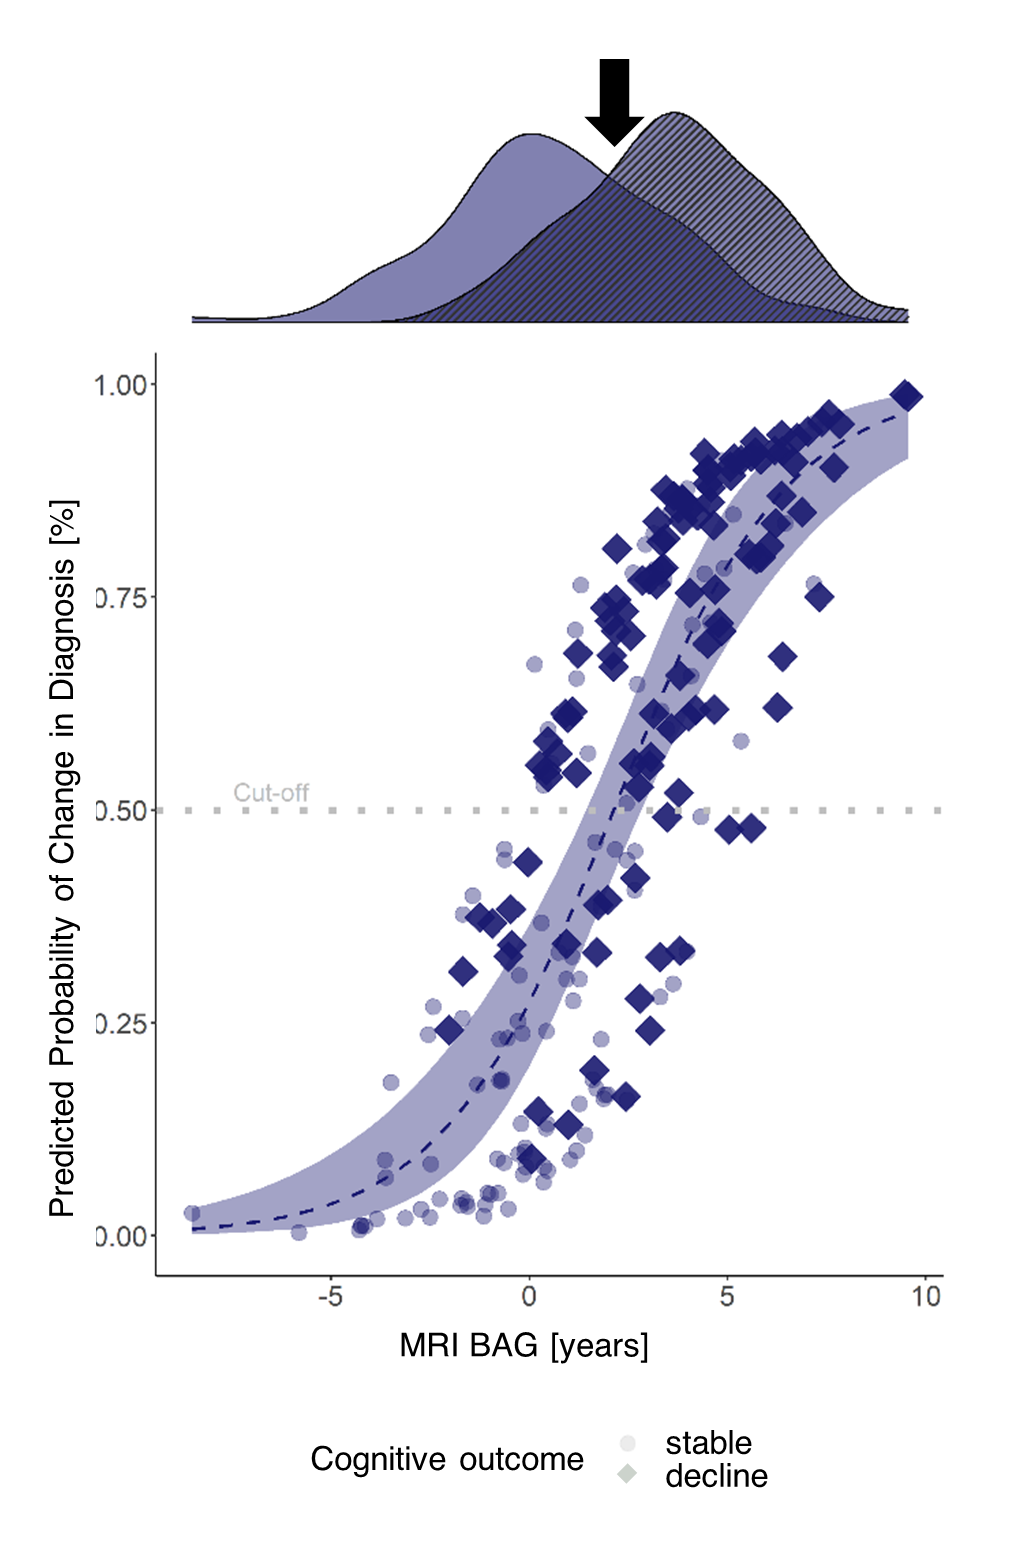 Predicted Probability of Change in Diagnosis [%]
1.00
0.75
Cut-off
0.50
0.25
0.00
-5 0 5 10
MRI BAG [years]
Cognitive outcome
stable
decline